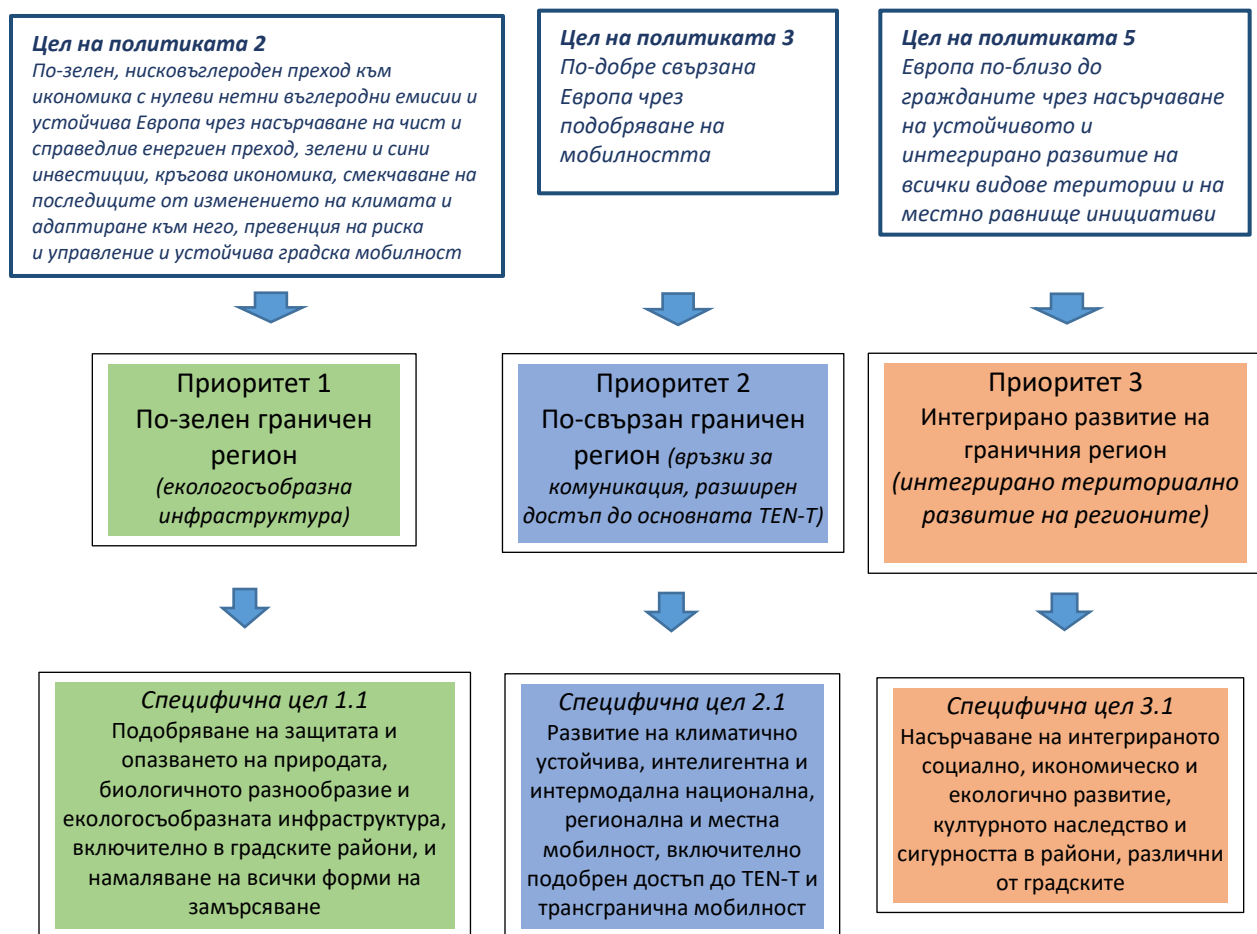 Цел на политиката 2
По-зелен, нисковъглероден преход към
икономика с нулеви нетни въглеродни емисии и
устойчива Европа чрез насърчаване на чист и
справедлив енергиен преход, зелени и сини
инвестиции, кръгова икономика, смекчаване на
последиците от изменението на климата и
адаптиране към него, превенция на риска
и управление и устойчива градска мобилност
Цел на политиката 3
По-добре свързана
Европа чрез
подобряване на
мобилността
Цел на политиката 5
Европа по-близо до
гражданите чрез насърчаване
на устойчивото и
интегрирано развитие на
всички видове територии и на
местно равнище инициативи
Приоритет 1
По-зелен граничен
регион
(екологосъобразна
инфраструктура)
Приоритет 2
По-свързан граничен
регион (връзки за
комуникация, разширен
достъп до основната TEN-T)
Приоритет 3
Интегрирано развитие на
граничния регион
(интегрирано териториално
развитие на регионите)
Специфична цел 1.1
Подобряване на защитата и
опазването на природата,
биологичното разнообразие и
екологосъобразната инфраструктура,
включително в градските райони, и
намаляване на всички форми на
замърсяване
Специфична цел 2.1
Развитие на климатично
устойчива, интелигентна и
интермодална национална,
регионална и местна
мобилност, включително
подобрен достъп до TEN-T и
трансгранична мобилност
Специфична цел 3.1
Насърчаване на интегрираното
социално, икономическо и
екологично развитие,
културното наследство и
сигурността в райони, различни
от градските